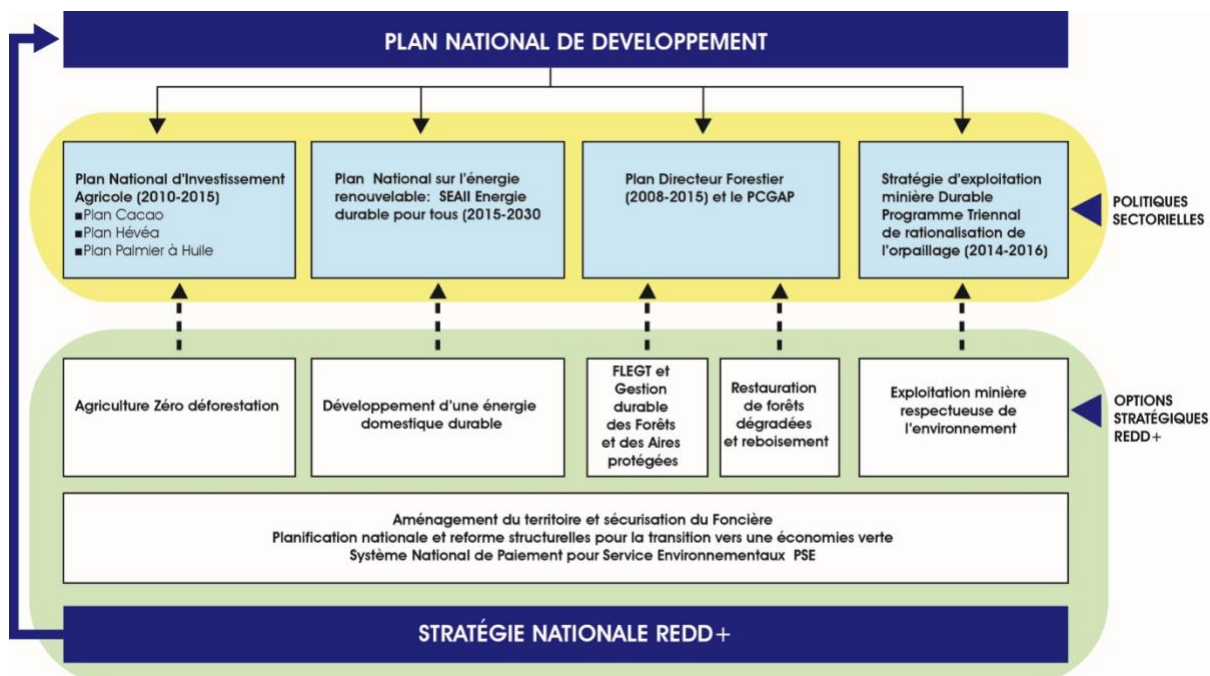 PLAN NATIONAL DE DEVELOPPEMENT
Plan National d'Investissement
Agricole (2010-2015)
■Plan Cacao
■Plan Hévéa
■Plan Palmier à Huile
Plan National sur l'énergie
renouvelable: SEAll Energie
durable pour tous (2015-2030
Plan Directeur Forestier
(2008-2015) et le PCGAP
Stratégie d'exploitation
minière Durable
Programme Triennal
de rationalisation de
l'orpaillage (2014-2016)
POLITIQUES
SECTORIELLES
Agriculture Zéro déforestation
Développement d'une énergie
domestique durable
FLEGT et
Gestion
durable
des Forêts
et des Aires
protégées
Restauration
de forêts
dégradées
et reboisement
Exploitation minière
respectueuse de
l'environnement
OPTIONS
STRATÉGIQUES
REDD+
Aménagement du territoire et sécurisation du Foncière
Planification nationale et reforme structurelles pour la transition vers une économies verte
Système National de Paiement pour Service Environnementaux PSE
STRATÉGIE NATIONALE REDD+